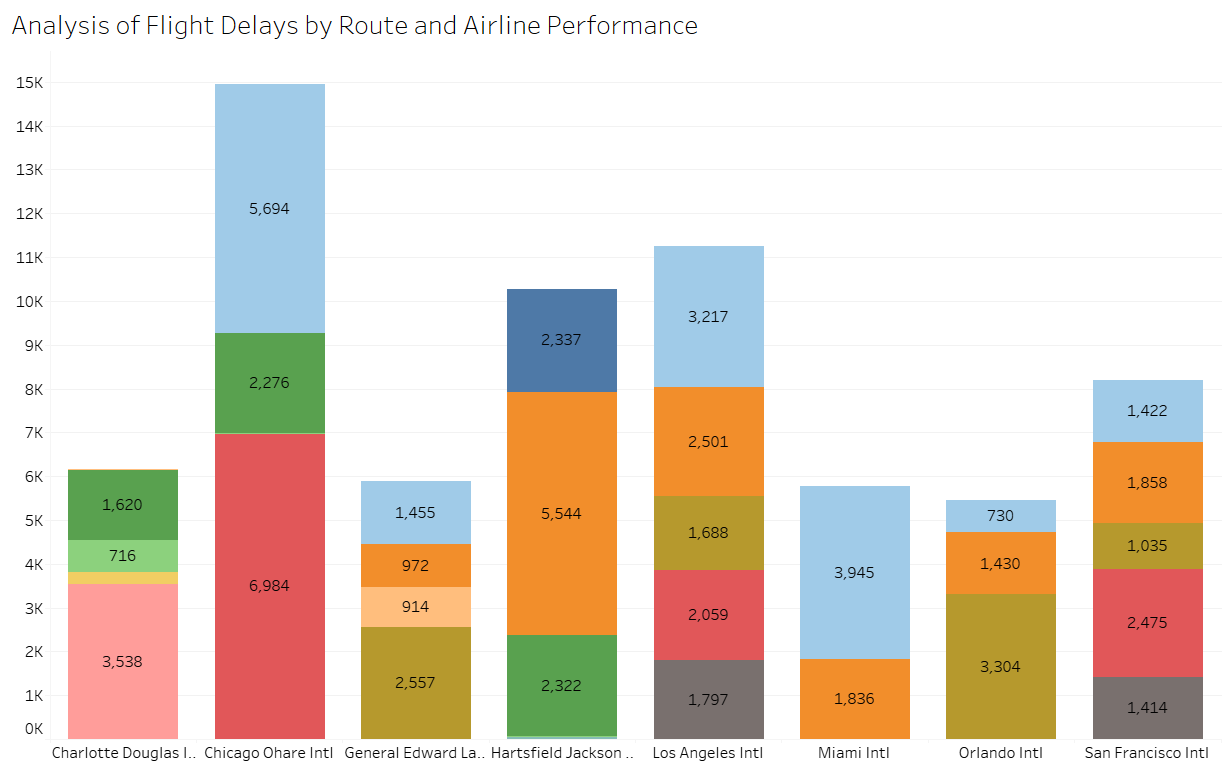 Analysis of Flight Delays by Route and Airline Performance
15K
14K
13K
12K
11K
10K
9K
8K
7K
6K
5K
4K
3K
2K
1K
0K
1,620
716
3,538
5,694
2,276
6,984
1,455
972
914
2,557
2,337
5,544
2,322
3,217
2,501
1,688
2,059
1,797
3,945
1,836
730
1,430
3,304
1,422
1,858
1,035
2,475
1,414
Charlotte Douglas I..
Chicago Ohare Intl
General Edward La..
Hartsfield Jackson ..
Los Angeles Intl
Miami Intl
Orlando Intl
San Francisco Intl